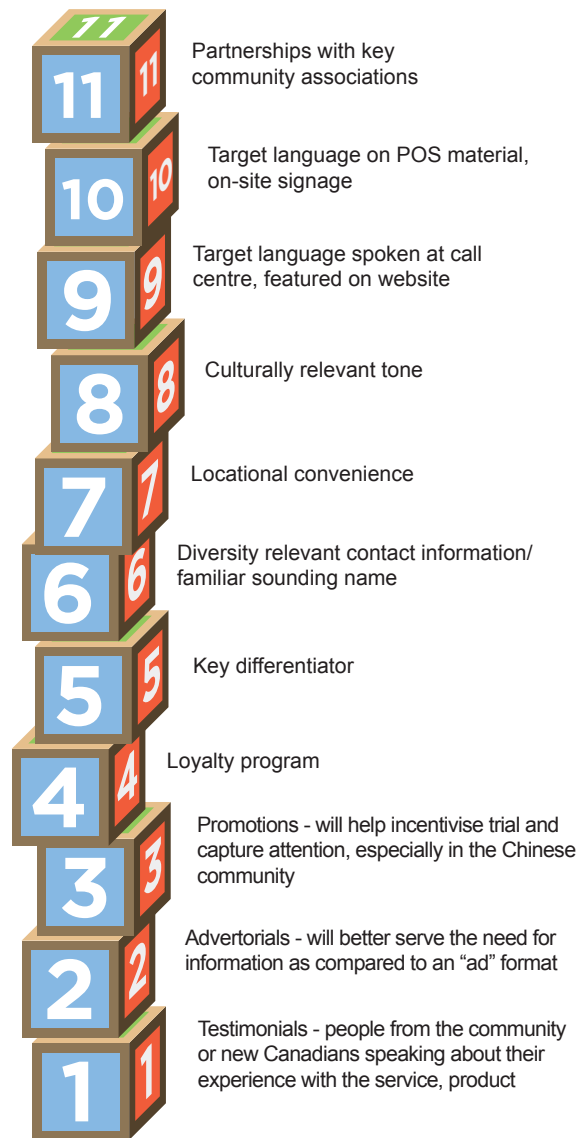 11
11
11
Partnerships with key
community associations
10
10
Target language on POS material,
on-site signage
9
9
Target language spoken at call
centre, featured on website
8
8
Culturally relevant tone
7
7
Locational convenience
6
6
Diversity relevant contact information/
familiar sounding name
5
5
Key differentiator
4
4
Loyalty program
3
3
Promotions - will help incentivise trial and
capture attention, especially in the Chinese
community
2
2
Advertorials - will better serve the need for
information as compared to an “ad” format
1
1
Testimonials - people from the community
or new Canadians speaking about their
experience with the service, product